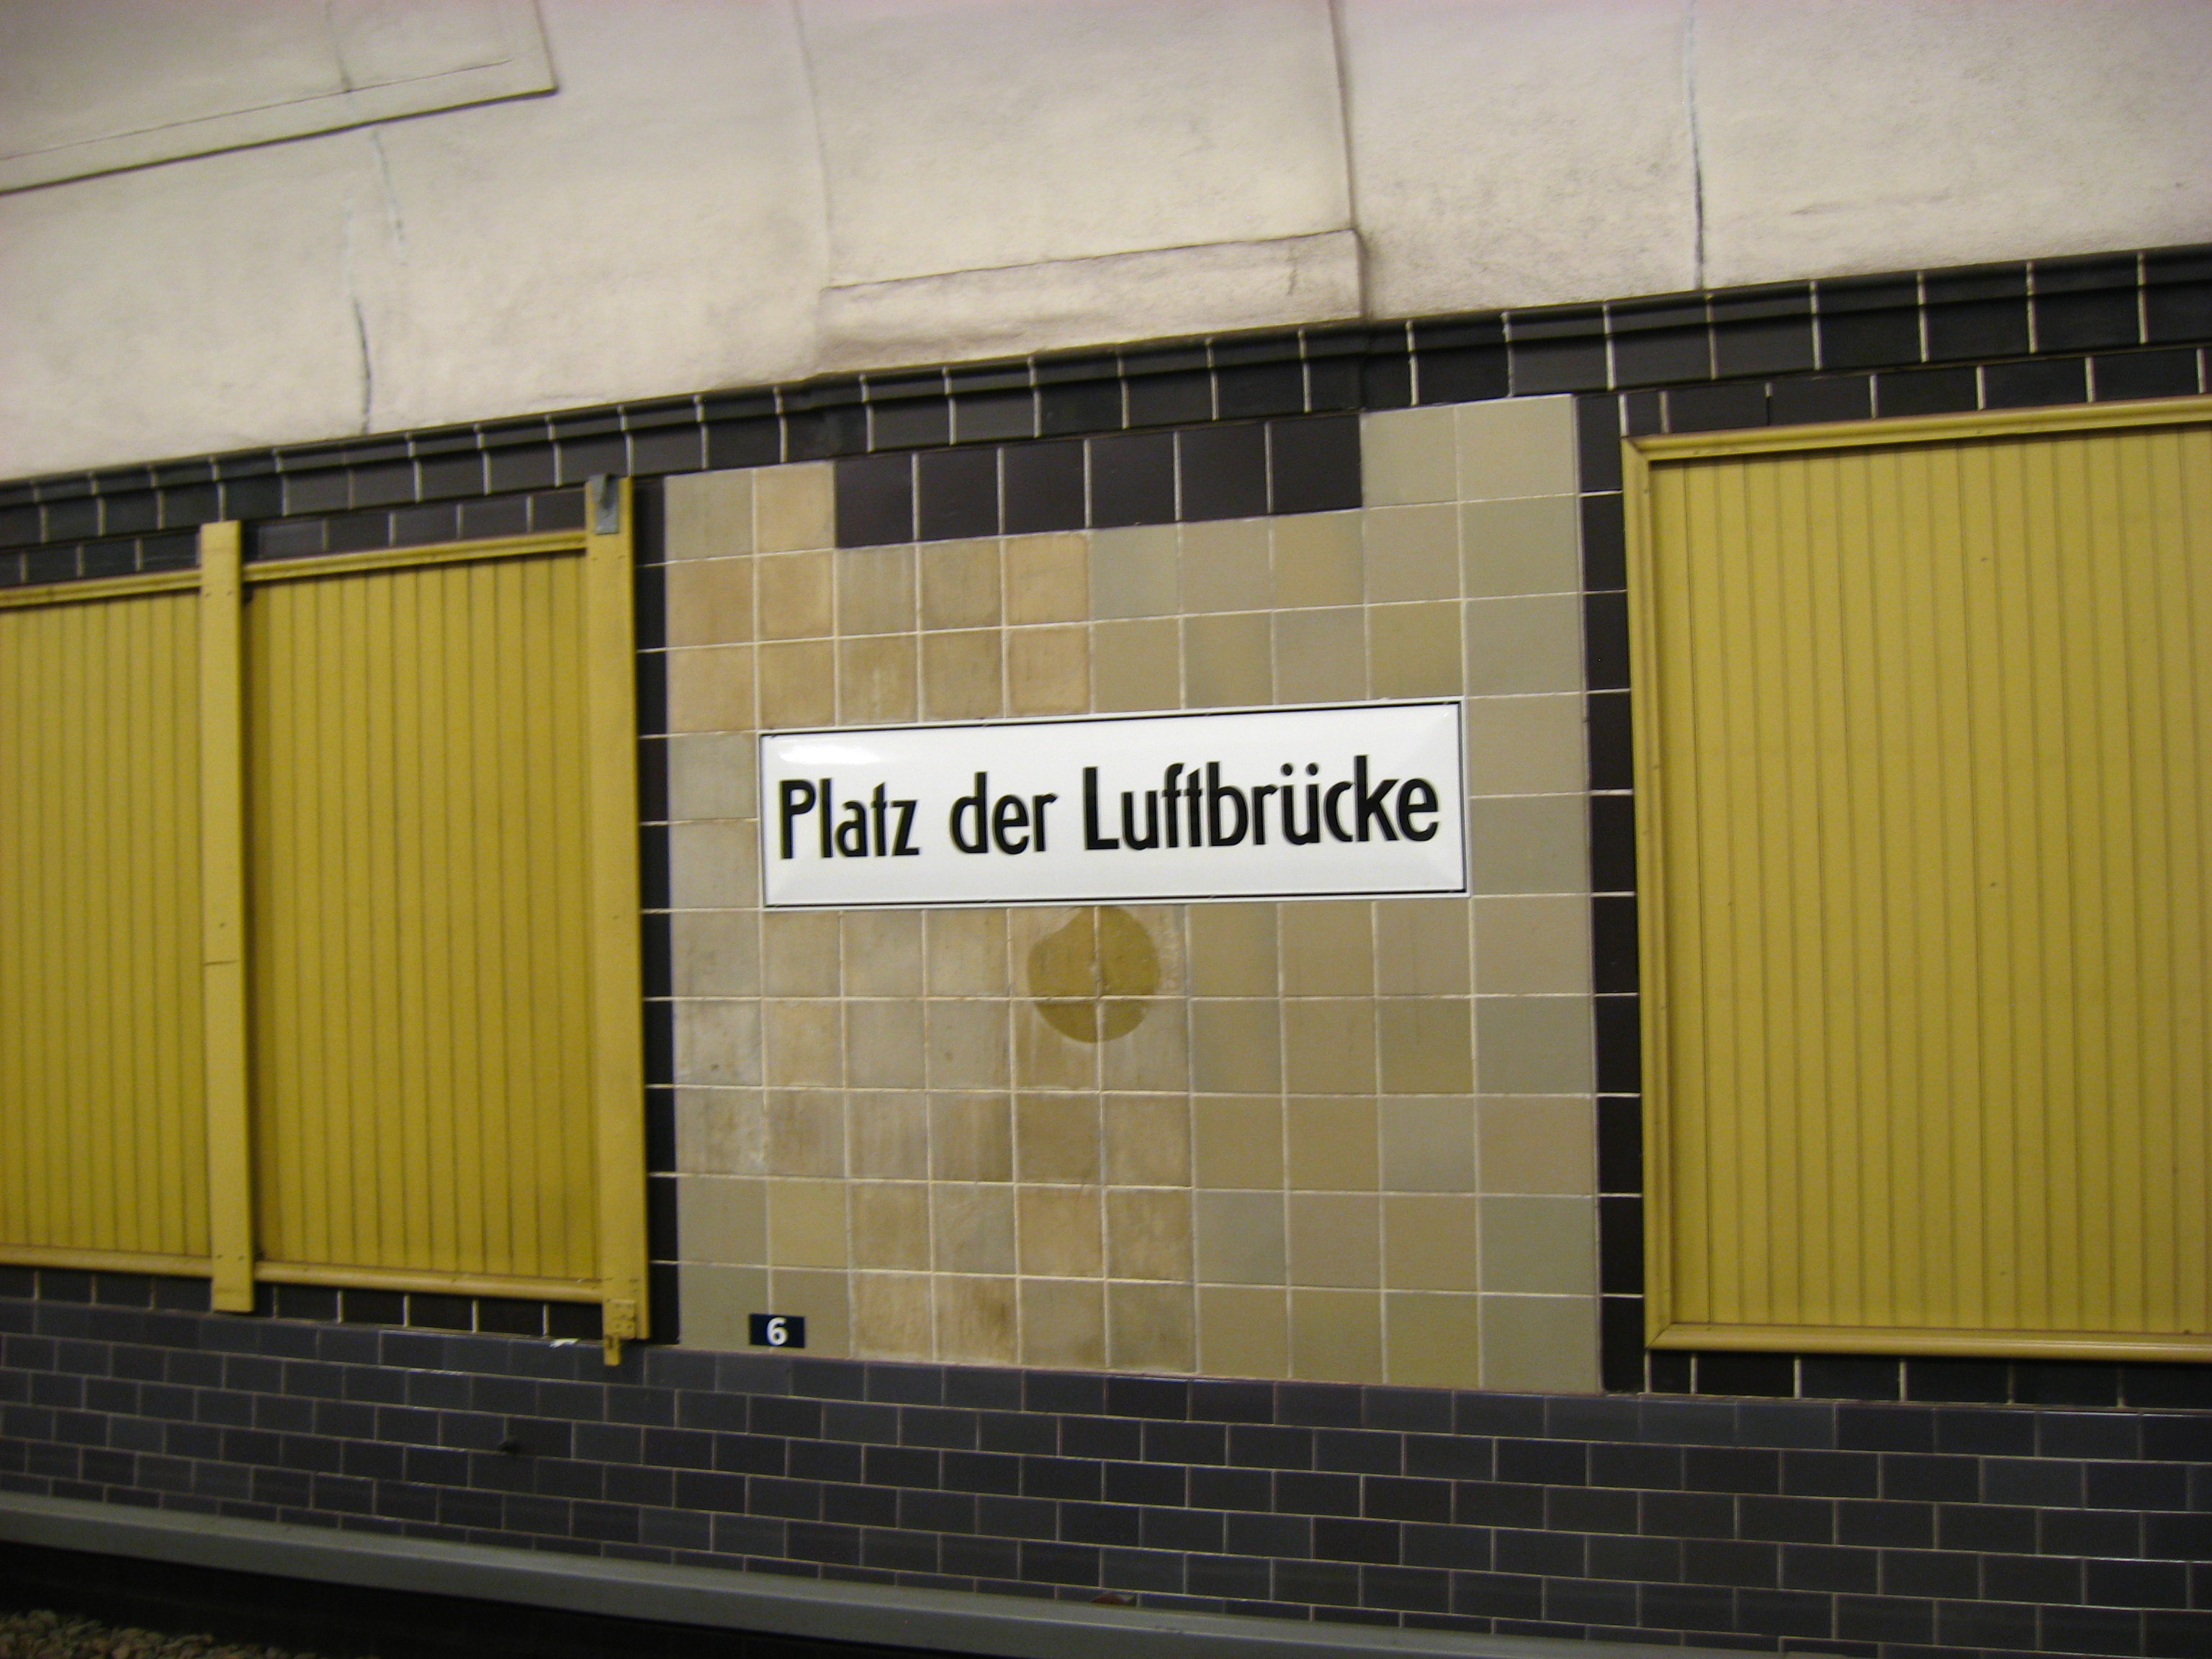 Platz der Luftbrücke
6